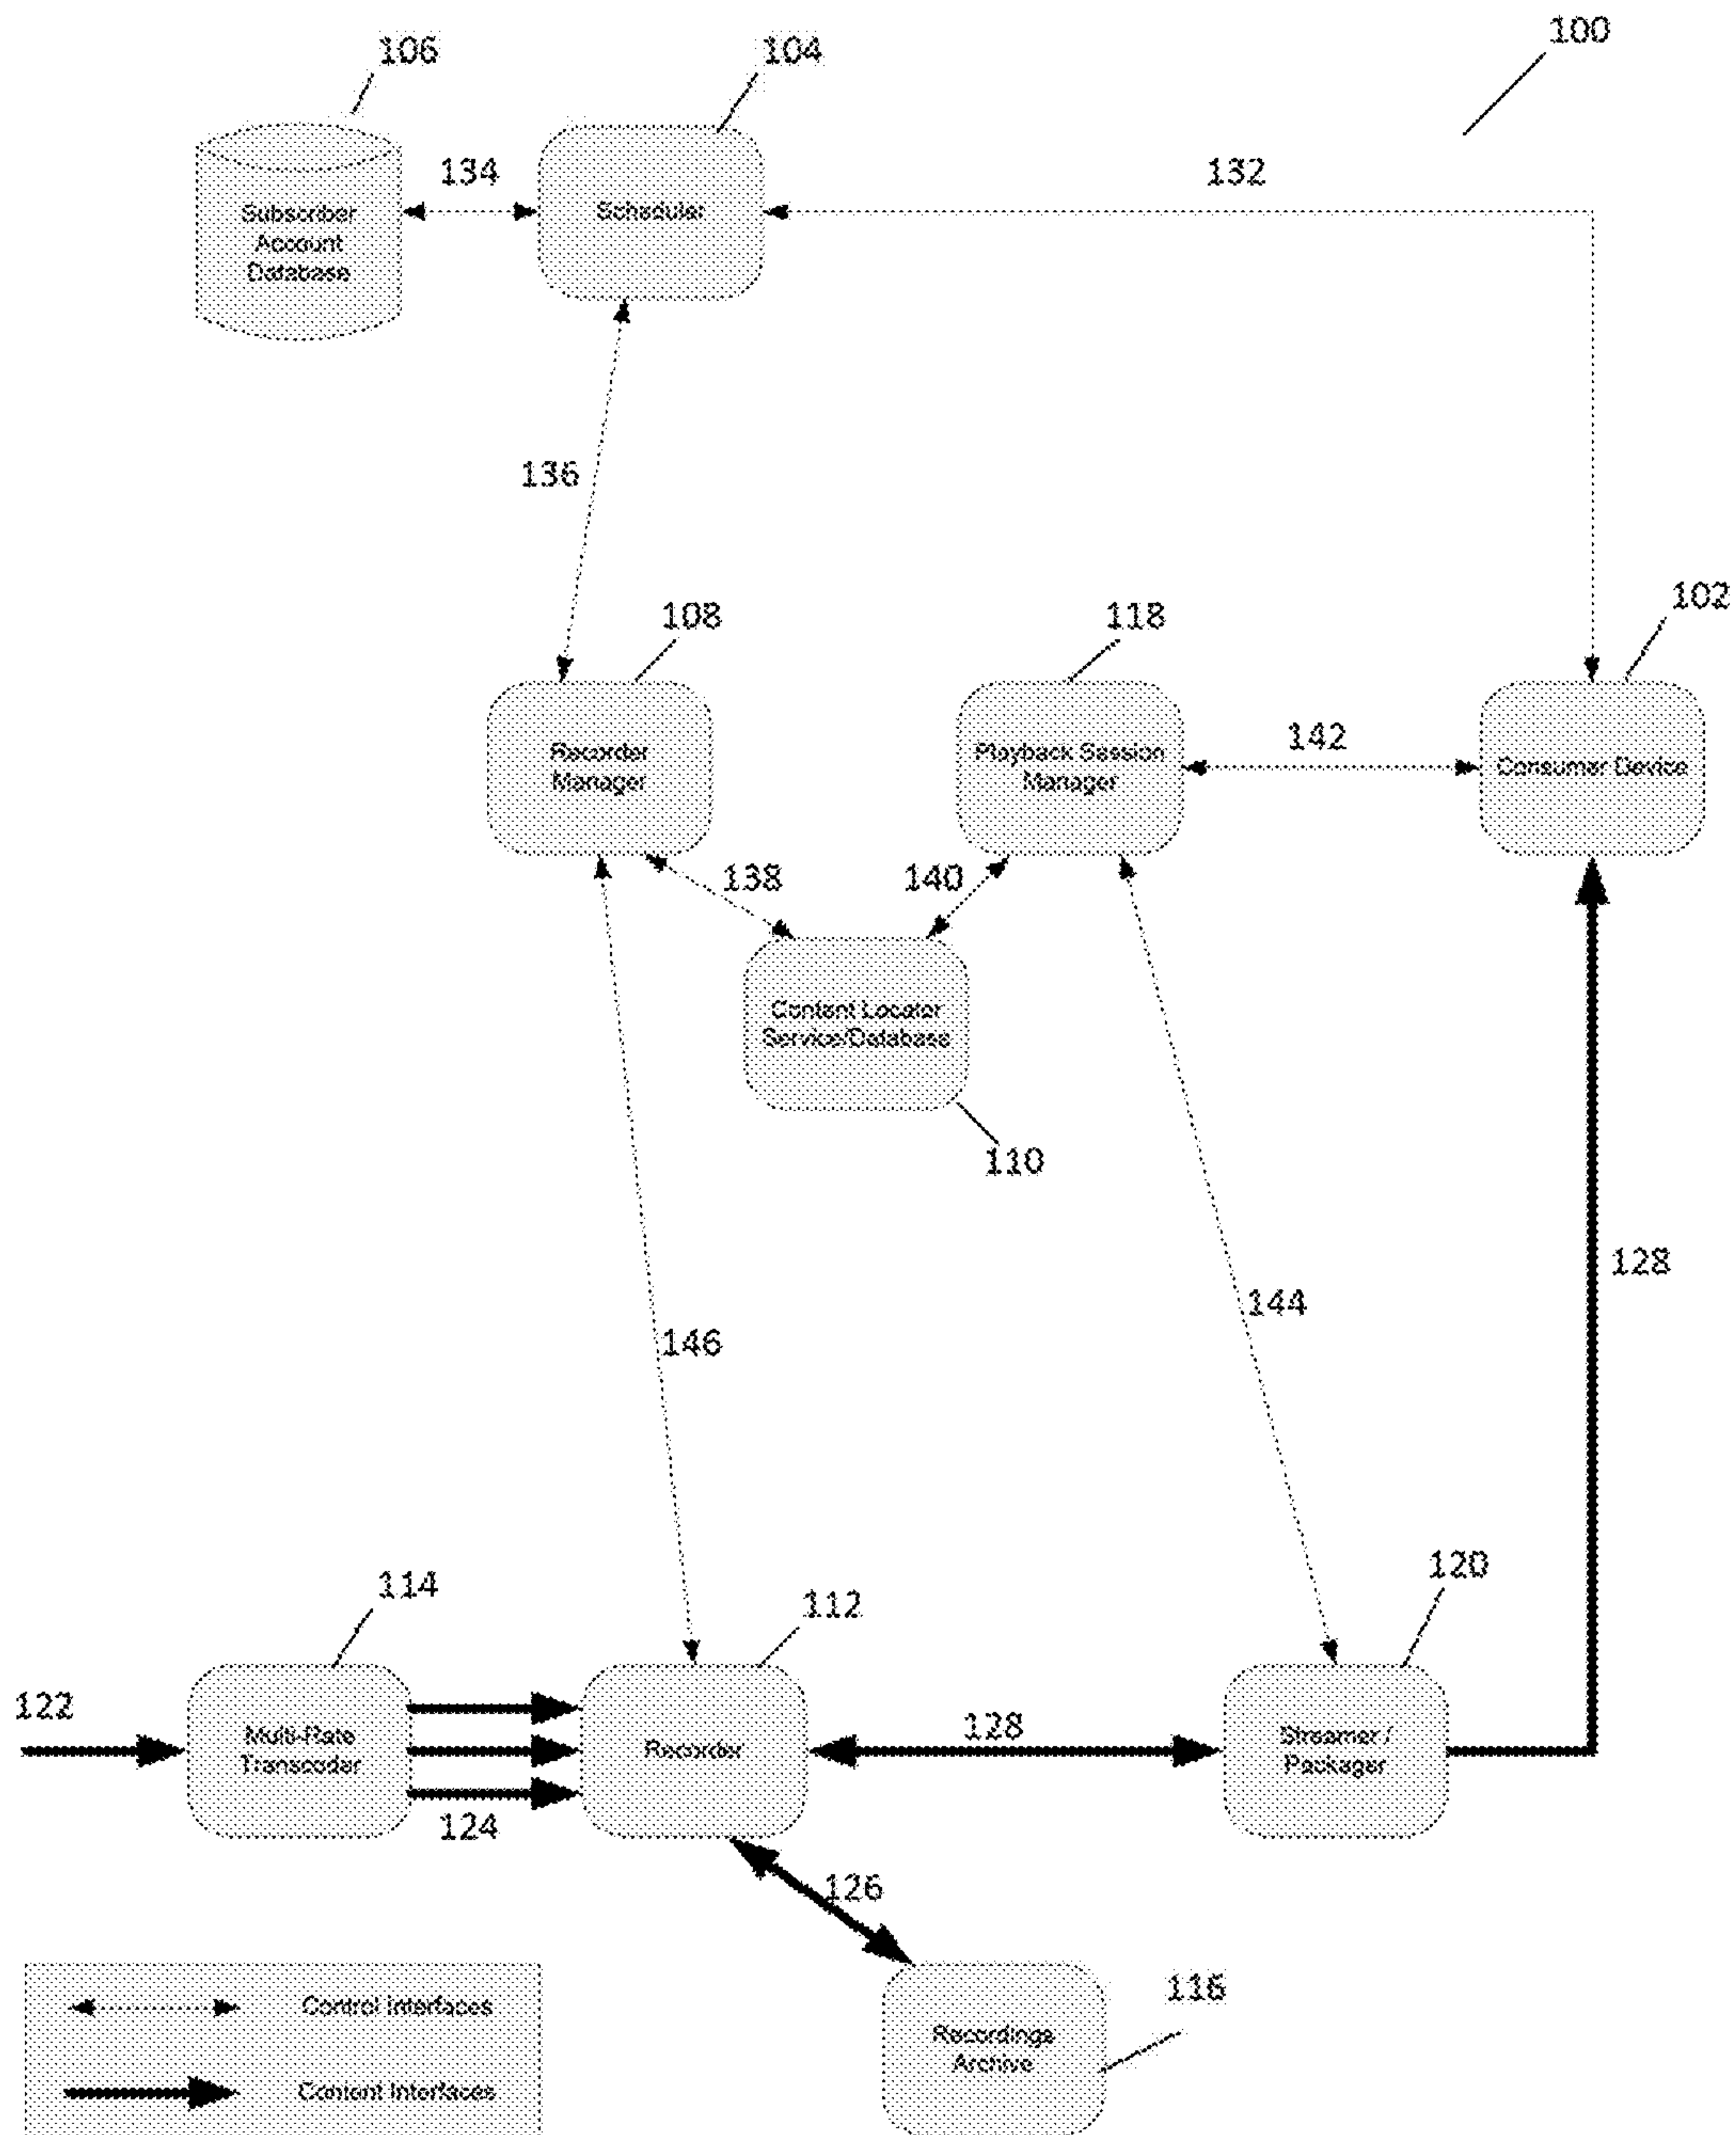 106
104
100
134
132
Subscriber
Account
Database
Scheduler
136
108
118
102
Recorder
Manager
Playback Session
Manager
142
Consumer Device
138
140
Content Locator
Service/Database
110
128
146
144
114
112
120
122
Multi-Rate
Transcoder
Recorder
128
Streamer /
Packager
124
126
116
Recordings
Archive
Control Interfaces
Content Interfaces